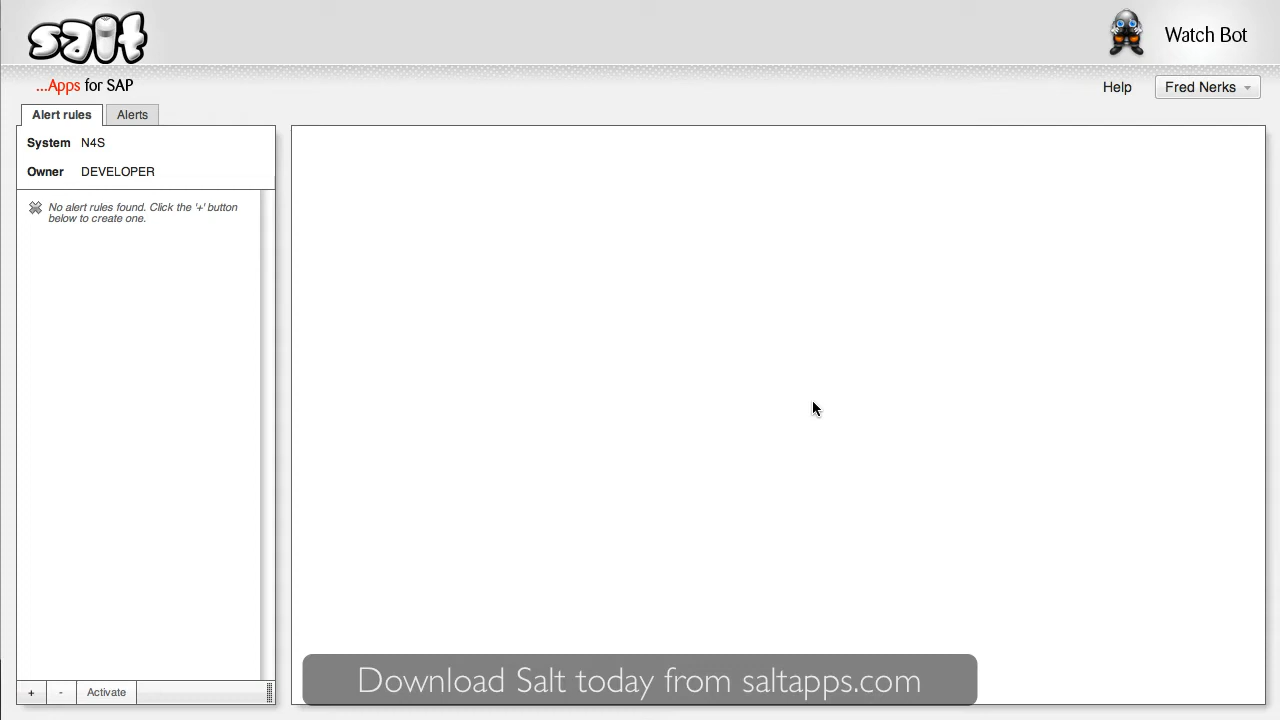 salt
...Apps for SAP
Watch Bot
Help
Fred Nerks
Alert rules
Alerts
System N4S
Owner DEVELOPER
No alert rules found. Click the '+' button
below to create one.
+ - Activate
Download Salt today from saltapps.com